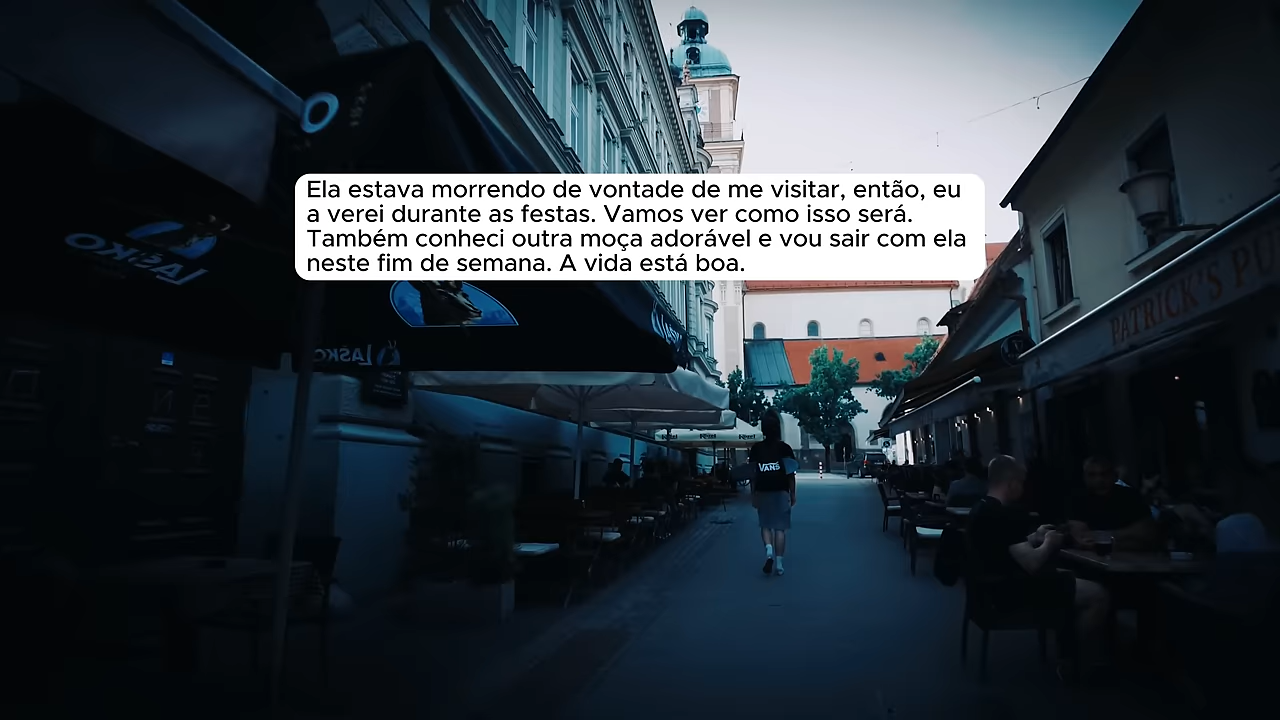 Ela estava morrendo de vontade de me visitar, então, eu
a verei durante as festas. Vamos ver como isso será.
Também conheci outra moça adorável e vou sair com ela
neste fim de semana. A vida está boa.
LAŠKO
LAŠKO
VANS
PATRICK'S PU